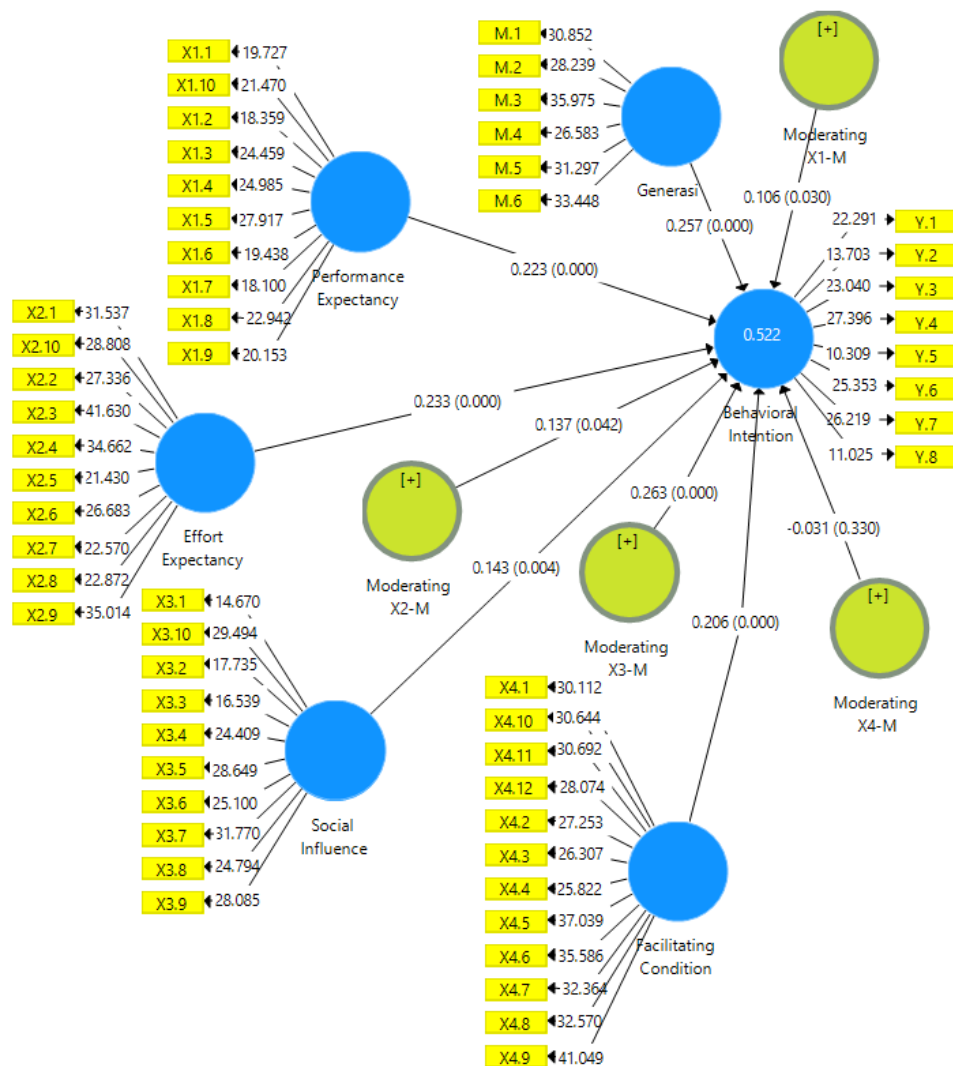 X1.1 19.727
X1.10 21.470
X1.2 18.359
X1.3 24.459
X1.4 24.985
X1.5 27.917
X1.6 19.438
X1.7 18.100
X1.8 22.942
X1.9 20.153
Performance
Expectancy
M.1 30.852
M.2 28.239
M.3 35.975
M.4 26.583
M.5 31.297
M.6 33.448
Generasi
[+]
Moderating
X1-M
0.106 (0.030)
0.257 (0.000)
0.223 (0.000)
22.291 Y.1
13.703 Y.2
23.040 Y.3
27.396 Y.4
10.309 Y.5
25.353 Y.6
26.219 Y.7
11.025 Y.8
0.522
Behavioral
Intention
X2.1 31.537
X2.10 28.808
X2.2 27.336
X2.3 41.630
X2.4 34.662
X2.5 21.430
X2.6 26.683
X2.7 22.570
X2.8 22.872
X2.9 35.014
Effort
Expectancy
0.233 (0.000)
0.137 (0.042)
[+]
Moderating
X2-M
0.263 (0.000)
[+]
Moderating
X3-M
-0.031 (0.330)
[+]
Moderating
X4-M
0.143 (0.004)
0.206 (0.000)
X3.1 14.670
X3.10 29.494
X3.2 17.735
X3.3 16.539
X3.4 24.409
X3.5 28.649
X3.6 25.100
X3.7 31.770
X3.8 24.794
X3.9 28.085
Social
Influence
X4.1 30.112
X4.10 30.644
X4.11 30.692
X4.12 28.074
X4.2 27.253
X4.3 26.307
X4.4 25.822
X4.5 37.039
X4.6 35.586
X4.7 32.364
X4.8 32.570
X4.9 41.049
Facilitating
Condition